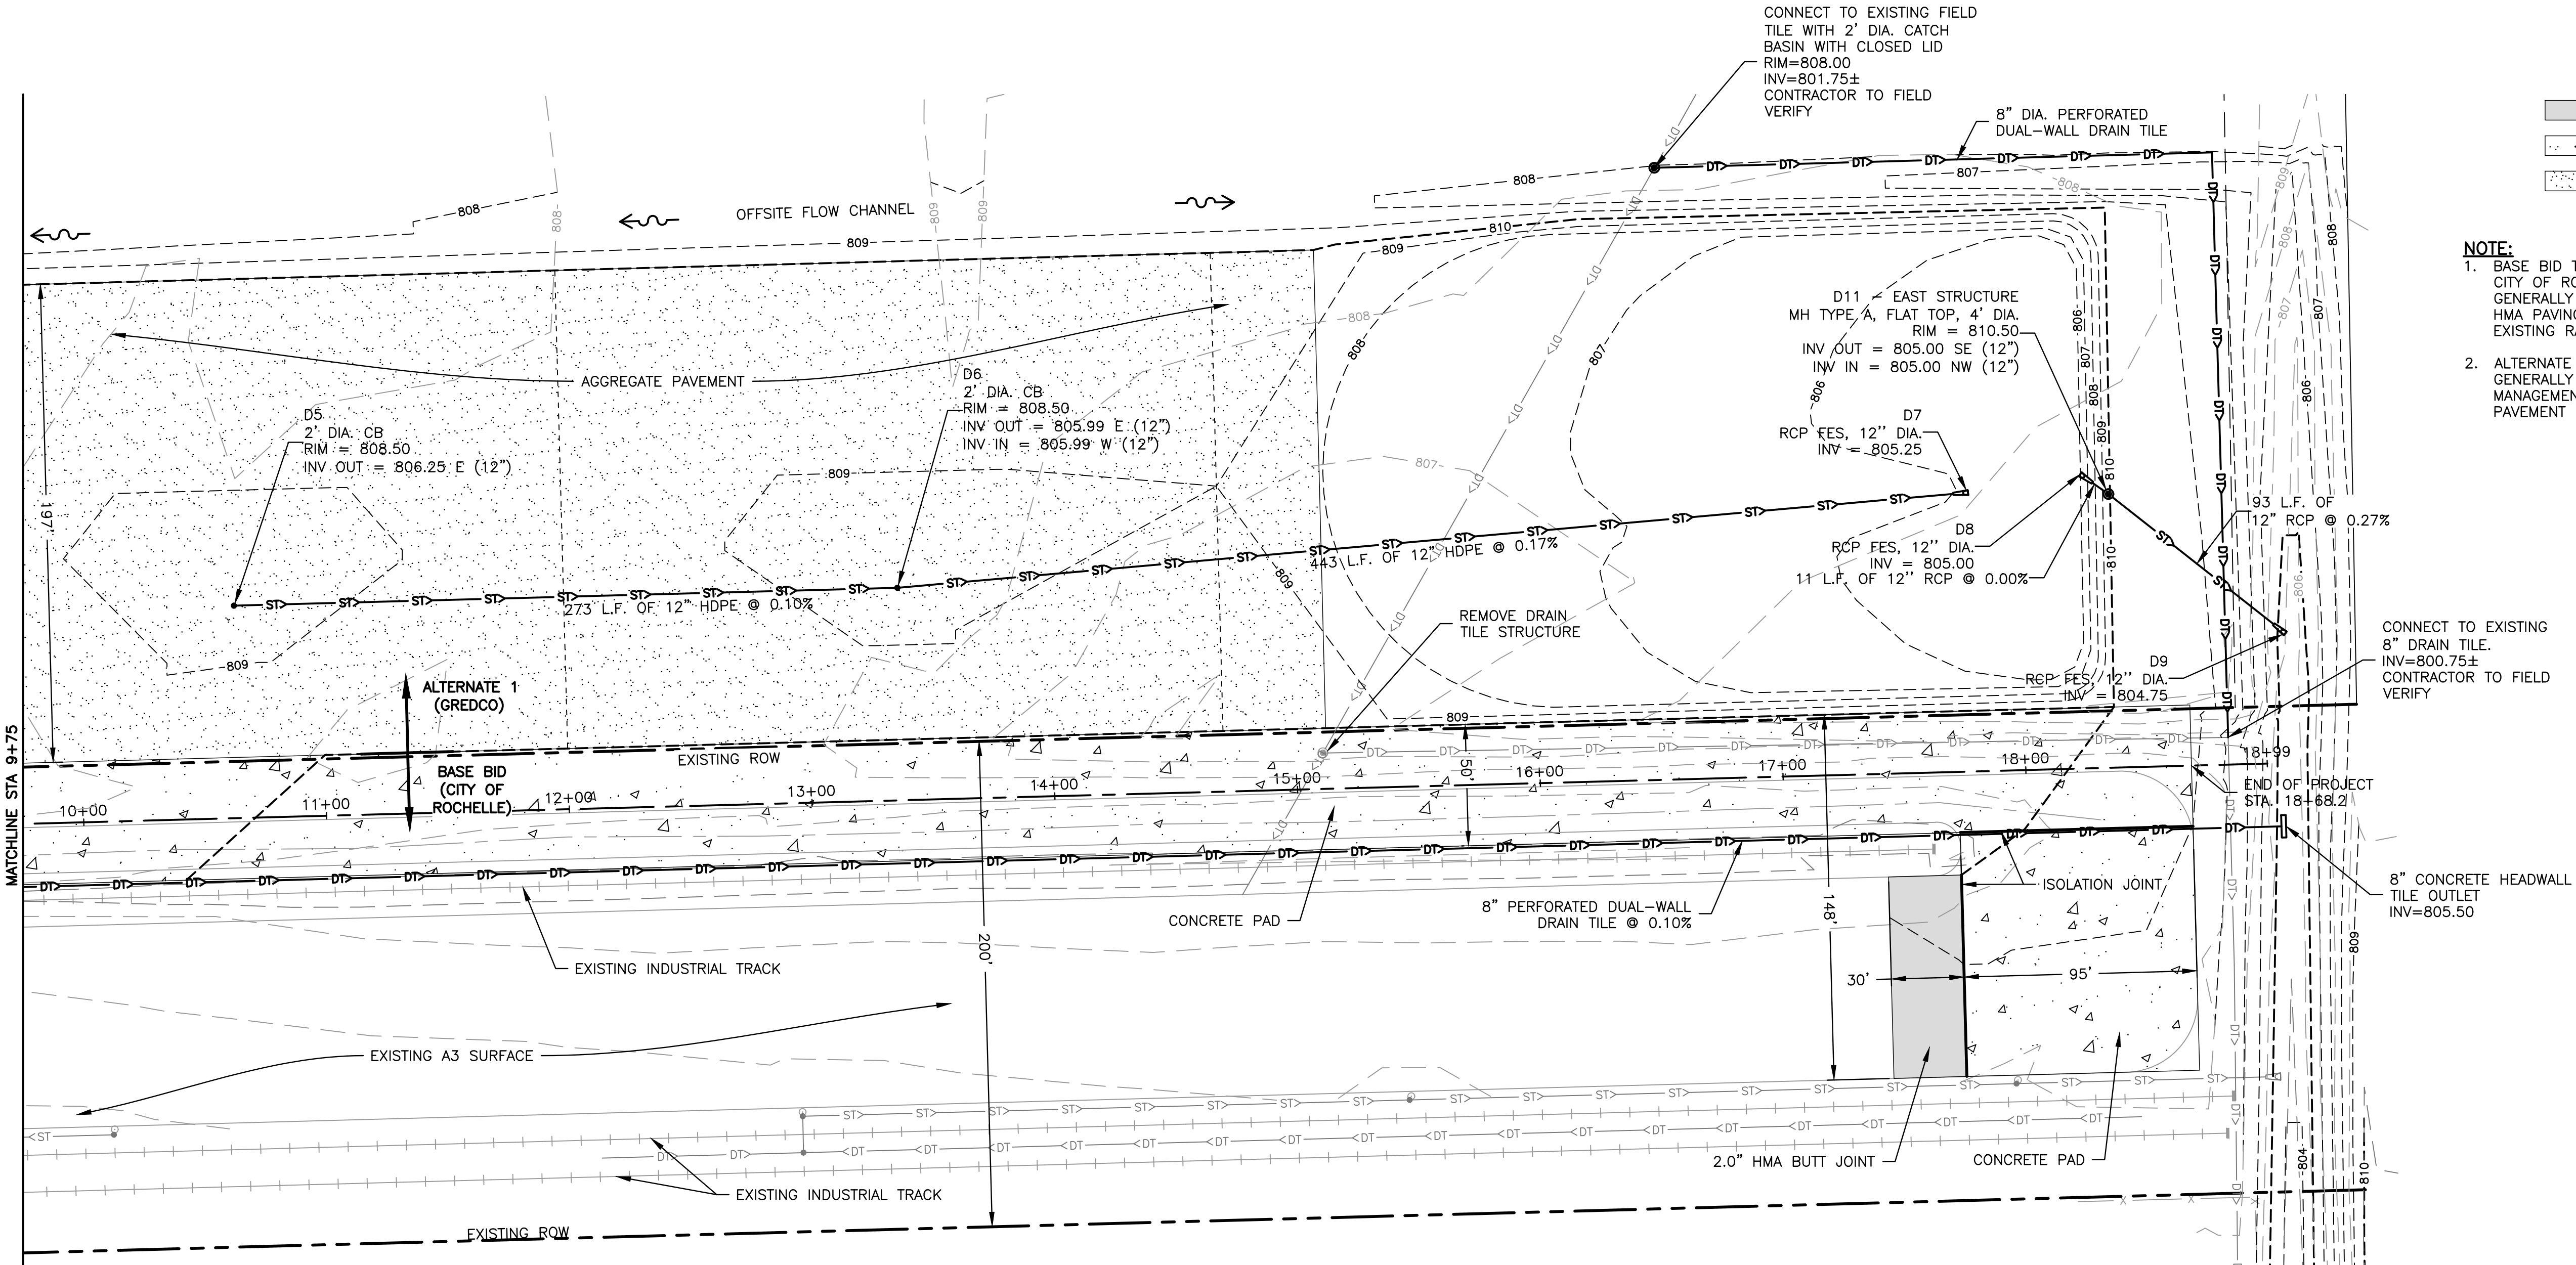 CONNECT TO EXISTING FIELD
TILE WITH 2' DIA. CATCH
BASIN WITH CLOSED LID
RIM=808.00
INV=801.75±
CONTRACTOR TO FIELD
VERIFY
8" DIA. PERFORATED
DUAL-WALL DRAIN TILE
OFFSITE FLOW CHANNEL
NOTE:
1. BASE BID
CITY OF
GENERALLY
HMA PAVING
EXISTING
2. ALTERNATE
GENERALLY
PAVEMENT
D11 - EAST STRUCTURE
MH TYPE A, FLAT TOP, 4' DIA.
RIM = 810.50
INV OUT = 805.00 SE (12")
INV IN = 805.00 NW (12")
AGGREGATE PAVEMENT
D5
2' DIA. CB
RIM = 808.50
INV OUT = 806.25 E (12")
D6
2' DIA. CB
RIM = 808.50
INV OUT = 805.99 E (12")
INV IN = 805.99 W (12")
D7
RCP FES, 12'' DIA.
INV = 805.25
D8
RCP FES, 12'' DIA.
INV = 805.00
11 L.F. OF 12'' RCP @ 0.00%
93 L.F. OF
12" RCP @ 0.27%
443 L.F. OF 12" HDPE @ 0.17%
273 L.F. OF 12" HDPE @ 0.10%
197'
REMOVE DRAIN
TILE STRUCTURE
CONNECT TO EXISTING
8" DRAIN TILE.
INV=800.75±
CONTRACTOR TO FIELD
VERIFY
D9
RCP FES, 12'' DIA.
INV = 804.75
ALTERNATE 1
(GREDCO)
BASE BID
(CITY OF
ROCHELLE)
MATCHLINE STA 9+75
EXISTING ROW
10+00
11+00
12+00
13+00
14+00
15+00
16+00
17+00
18+00
18+99
50'
END OF PROJECT
STA. 18+68.2
ISOLATION JOINT
8" CONCRETE HEADWALL
TILE OUTLET
INV=805.50
8" PERFORATED DUAL-WALL
DRAIN TILE @ 0.10%
CONCRETE PAD
148'
200'
EXISTING INDUSTRIAL TRACK
30'
95'
EXISTING A3 SURFACE
2.0" HMA BUTT JOINT
CONCRETE PAD
EXISTING INDUSTRIAL TRACK
EXISTING ROW